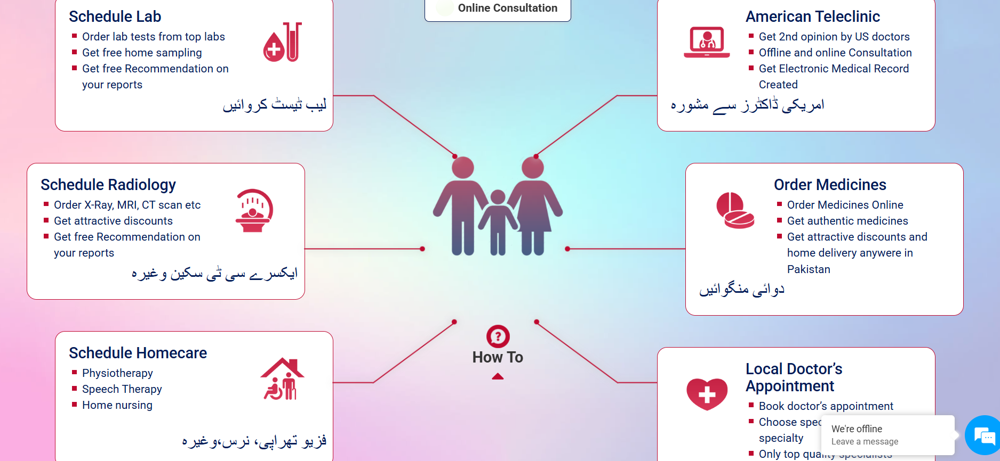 Online Consultation
Schedule Lab
Order lab tests from top labs
Get free home sampling
Get free Recommendation on
your reports
لیب ٹیسٹ کروائیں
American Teleclinic
Get 2nd opinion by US doctors
Offline and online Consultation
Get Electronic Medical Record
Created
امریکی ڈاکٹرز سے مشورہ
Schedule Radiology
Order X-Ray, MRI, CT scan etc
Get attractive discounts
Get free Recommendation on
your reports
ایکسرے سی ٹی سکین وغیرہ
Order Medicines
Order Medicines Online
Get authentic medicines
Get attractive discounts and
home delivery anywere in
Pakistan
دوائی منگوائیں
?
How To
Schedule Homecare
Physiotherapy
Speech Therapy
Home nursing
فزیو تھراپی، نرس،وغیرہ
Local Doctor’s
Appointment
Book doctor’s appointment
Choose
specialty
Only top quality specialists
We're offline
Leave a message